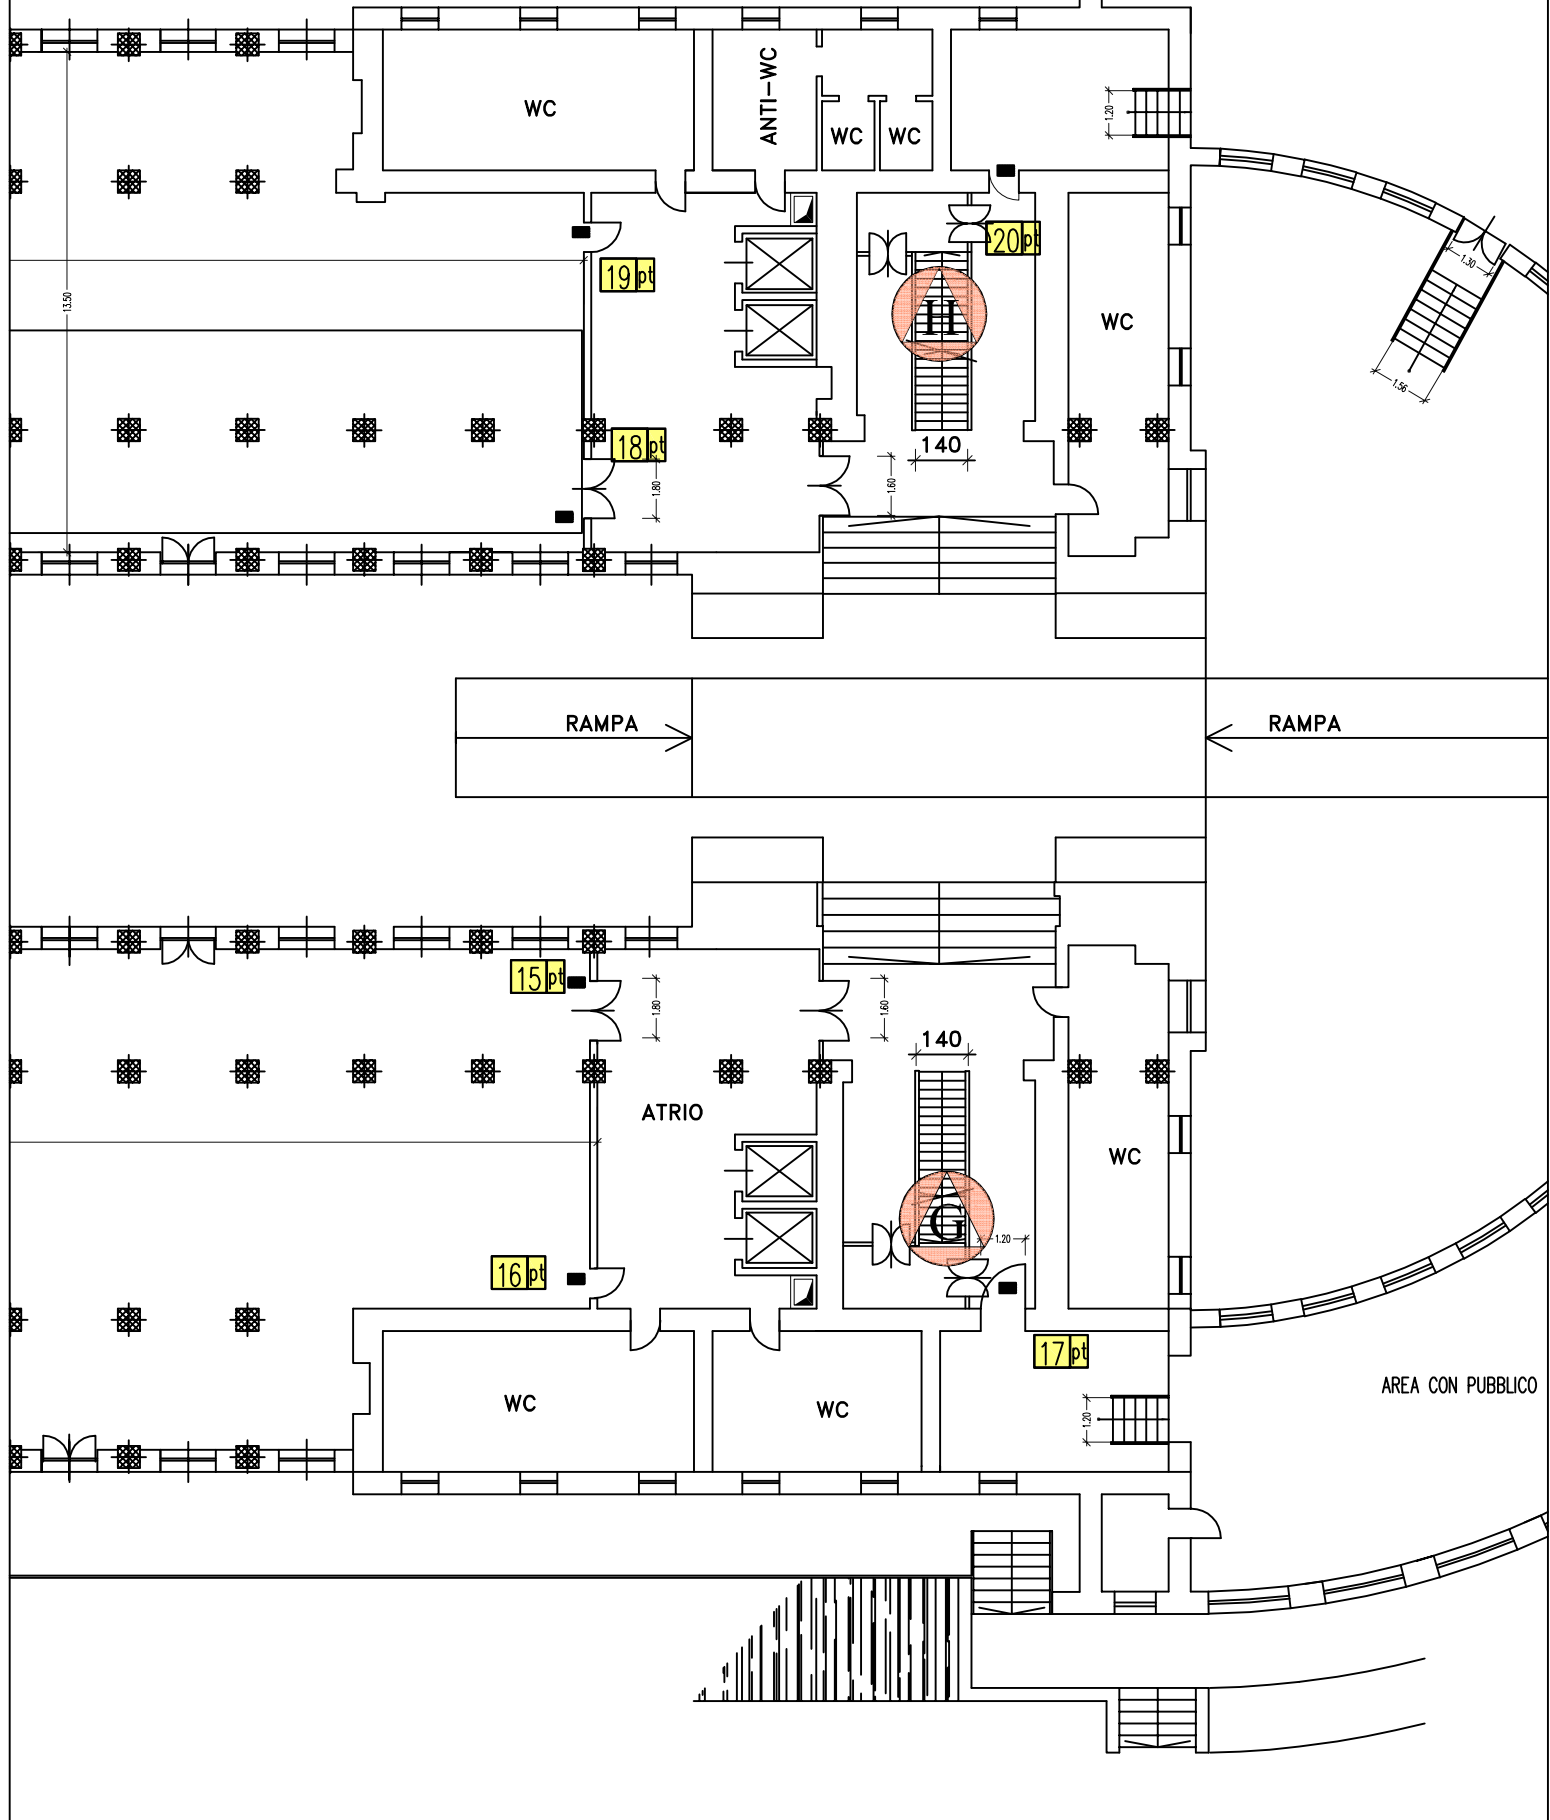 WC
ANTI-WC
WC
WC
1.20
20 pt
19 pt
1.30
13.50
H
WC
1.56
18 pt
140
1.80
1.60
RAMPA
RAMPA
15 pt
1.80
1.60
140
ATRIO
WC
G
1.20
16 pt
17 pt
AREA CON PUBBLICO
WC
WC
1.20